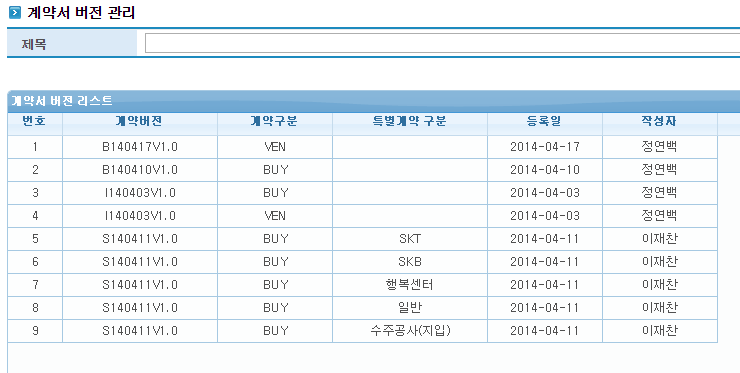 계약서 버전 관리
제목
계약서 버전 리스트
번호 계약버전 계약구분 특별계약 구분 등록일 작성자
1 B140417V1.0 VEN 2014-04-17 정연백
2 B140410V1.0 BUY 2014-04-10 정연백
3 I140403V1.0 BUY 2014-04-03 정연백
4 I140403V1.0 VEN 2014-04-03 정연백
5 S140411V1.0 BUY SKT 2014-04-11 이재찬
6 S140411V1.0 BUY SKB 2014-04-11 이재찬
7 S140411V1.0 BUY 행복센터 2014-04-11 이재찬
8 S140411V1.0 BUY 일반 2014-04-11 이재찬
9 S140411V1.0 BUY 수주공사(지입) 2014-04-11 이재찬